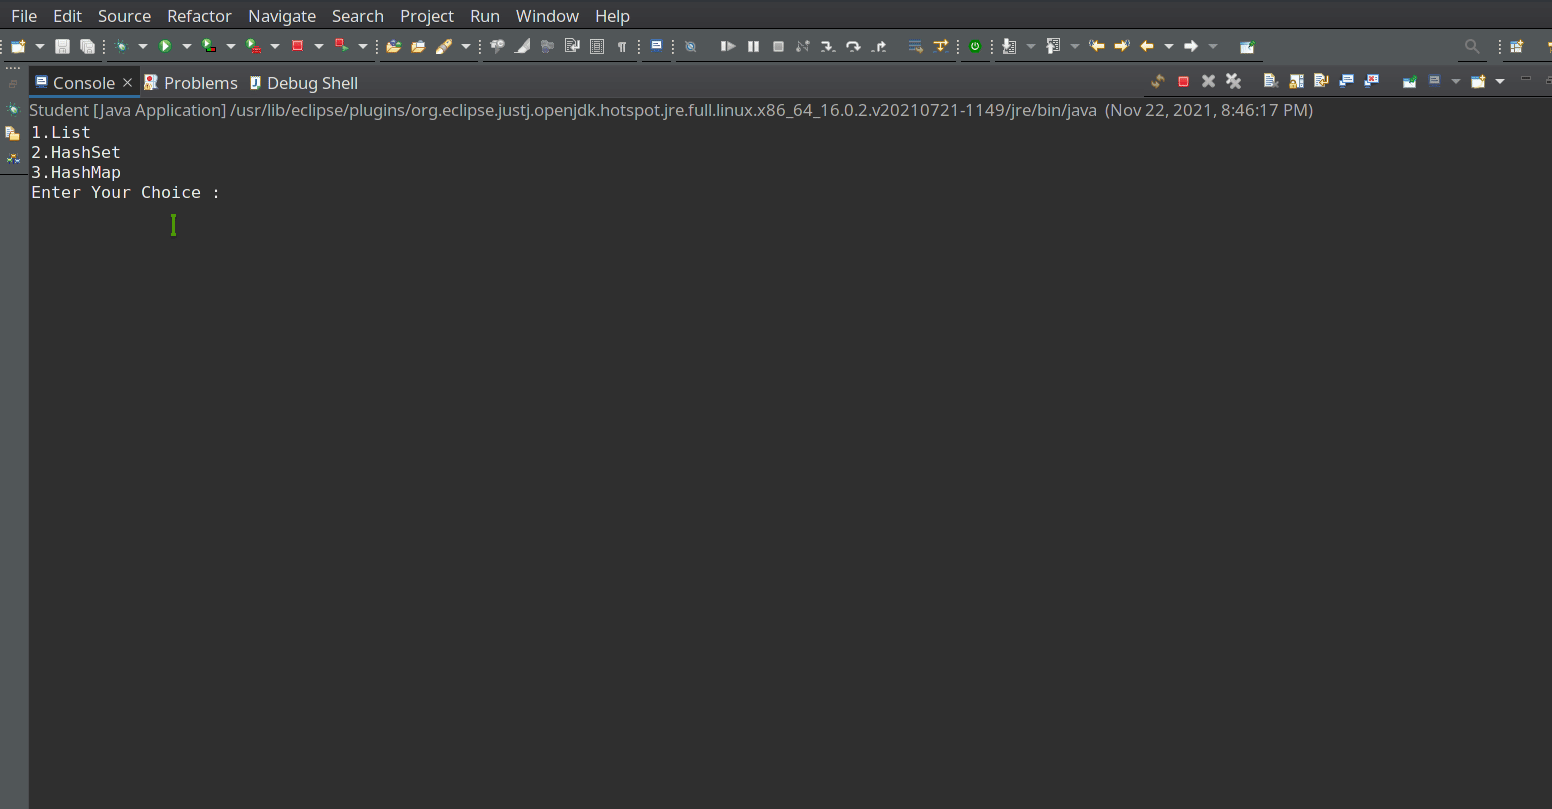 File Edit Source Refactor Navigate Search Project Run Window Help
Console Problems Debug Shell
Student [Java Application] /usr/lib/eclipse/plugins/org.eclipse.justj.openjdk.hotspot.jre.full.linux.x86_64_16.0.2.v20210721-1149/jre/bin/java (Nov 22, 2021, 8:46:17 PM)
1.List
2.HashSet
3.HashMap
Enter Your Choice :